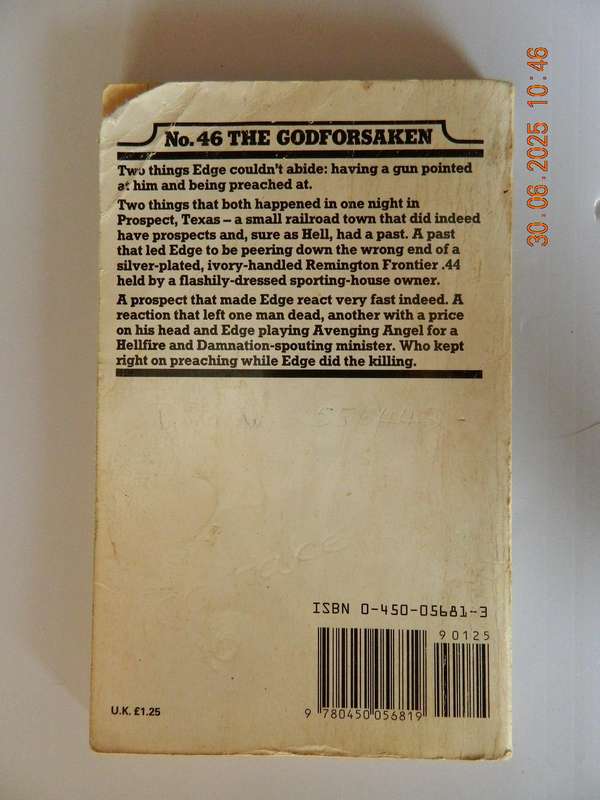 No. 46 THE GODFORSAKEN
Two things Edge couldn't abide: having a gun pointed
at him and being preached at.
Two things that both happened in one night in
Prospect, Texas – a small railroad town that did indeed
have prospects and, sure as Hell, had a past. A past
that led Edge to be peering down the wrong end of a
silver-plated, ivory-handled Remington Frontier .44
held by a flashily-dressed sporting-house owner.
A prospect that made Edge react very fast indeed. A
reaction that left one man dead, another with a price
on his head and Edge playing Avenging Angel for a
Hellfire and Damnation-spouting minister. Who kept
right on preaching while Edge did the killing.
ISBN 0-450-05681-3
90125
9 780450 056819
U.K. £1.25
30.06.2025 10:46